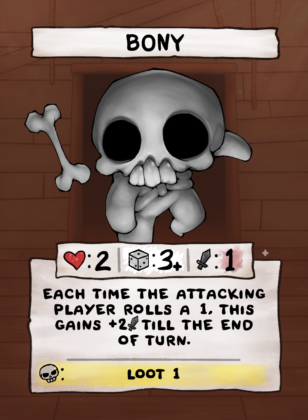 BONY
:2 :3+ :1
EACH TIME THE ATTACKING
PLAYER ROLLS A 1, THIS
GAINS +2 TILL THE END
OF TURN.
: LOOT 1